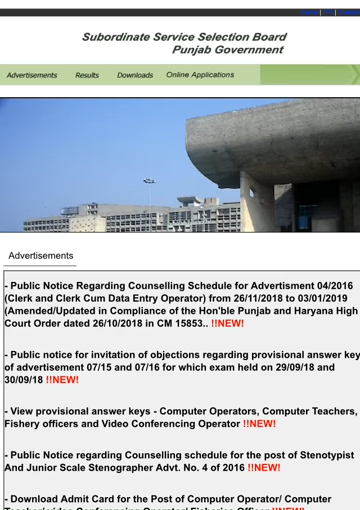 Subordinate Service Selection Board
Punjab Government
Advertisements Results Downloads Online Applications
Advertisements
- Public Notice Regarding Counselling Schedule for Advertisment 04/2016
(Clerk and Clerk Cum Data Entry Operator) from 26/11/2018 to 03/01/2019
(Amended/Updated in Compliance of the Hon'ble Punjab and Haryana High
Court Order dated 26/10/2018 in CM 15853.. !!NEW!
- Public notice for invitation of objections regarding provisional answer key
of advertisement 07/15 and 07/16 for which exam held on 29/09/18 and
30/09/18 !!NEW!
- View provisional answer keys - Computer Operators, Computer Teachers,
Fishery officers and Video Conferencing Operator !!NEW!
- Public Notice regarding Counselling schedule for the post of Stenotypist
And Junior Scale Stenographer Advt. No. 4 of 2016 !!NEW!
- Download Admit Card for the Post of Computer Operator/ Computer
Teacher/video Conferencing Operator/ Fisheries Officer !!NEW!